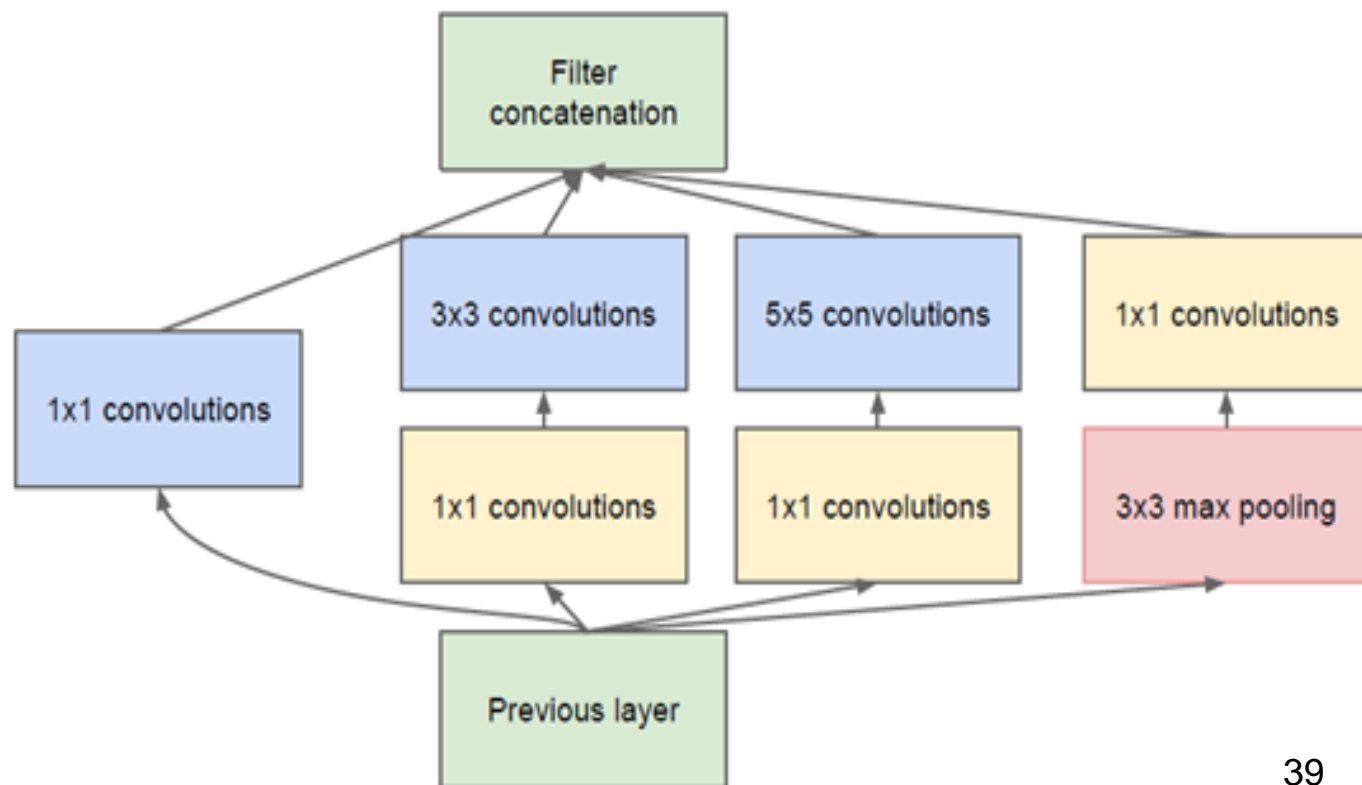 Filter
concatenation
3x3 convolutions
5x5 convolutions
1x1 convolutions
1x1 convolutions
1x1 convolutions
1x1 convolutions
3x3 max pooling
Previous layer
39